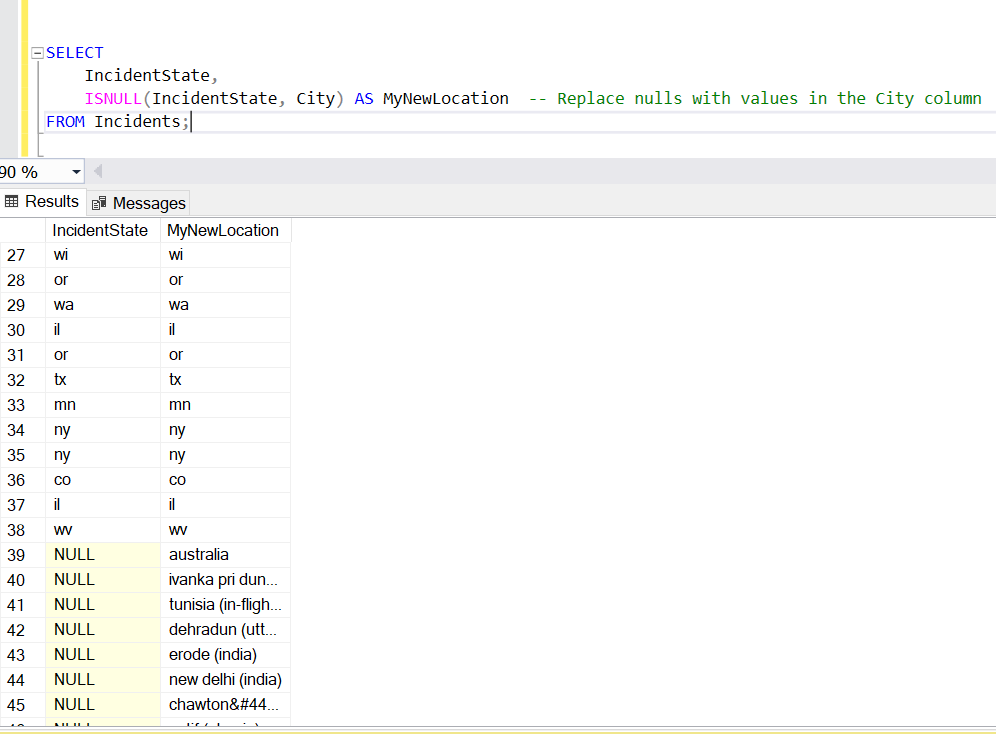 SELECT
IncidentState,
ISNULL(IncidentState, City) AS MyNewLocation -- Replace nulls with values in the City column
FROM Incidents;
90 %
Results Messages
IncidentState MyNewLocation
27 wi wi
28 or or
29 wa wa
30 il il
31 or or
32 tx tx
33 mn mn
34 ny ny
35 ny ny
36 co co
37 il il
38 wv wv
39 NULL australia
40 NULL ivanka pri dun...
41 NULL tunisia (in-fligh...
42 NULL dehradun (utt...
43 NULL erode (india)
44 NULL new delhi (india)
45 NULL chawton&#44...